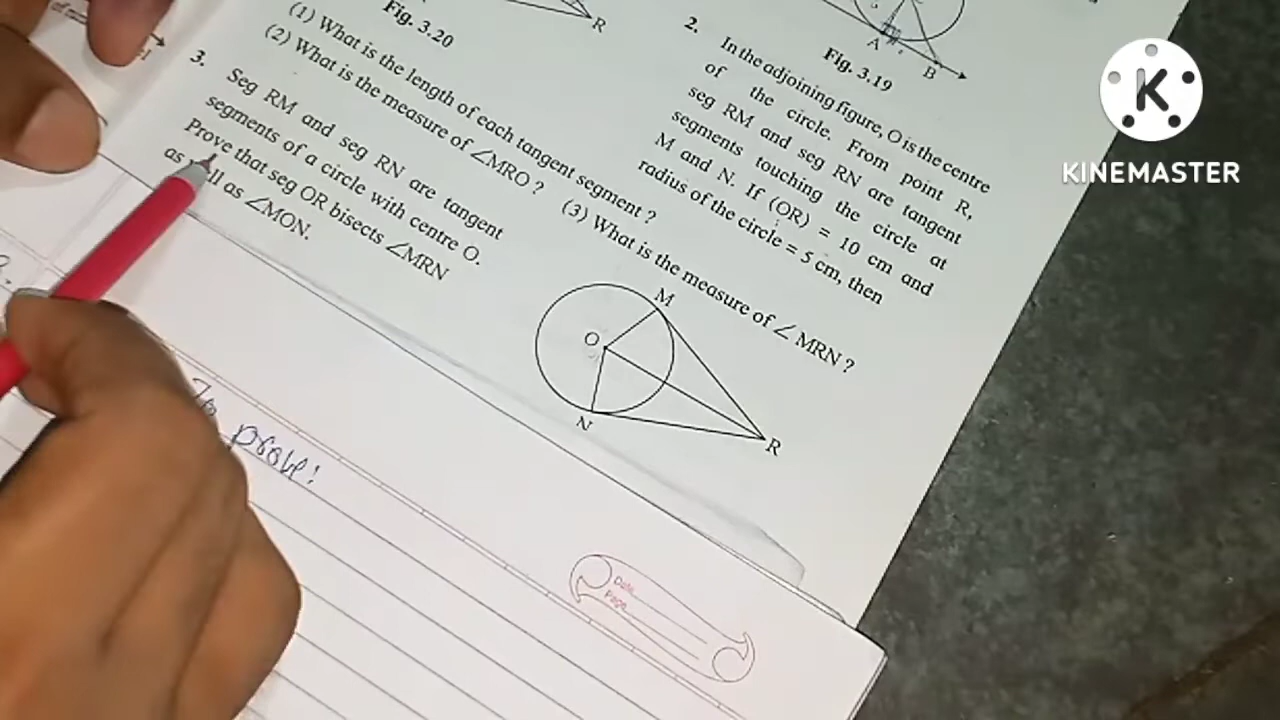 R
Fig. 3.20
(1) What is the length of each tangent segment ?
(2) What is the measure of ∠MRO ?
(3) What is the measure of ∠ MRN ?
3. Seg RM and seg RN are tangent
segments of a circle with centre O.
Prove that seg OR bisects ∠MRN
as well as ∠MON.
A
B
Fig. 3.19
2. In the adjoining figure, O is the centre
of the circle. From point R,
seg RM and seg RN are tangent
segments touching the circle at
M and N. If (OR) = 10 cm and
radius of the circle = 5 cm, then
M
O
N
R
To prove:
Date
Page
K
KINEMASTER